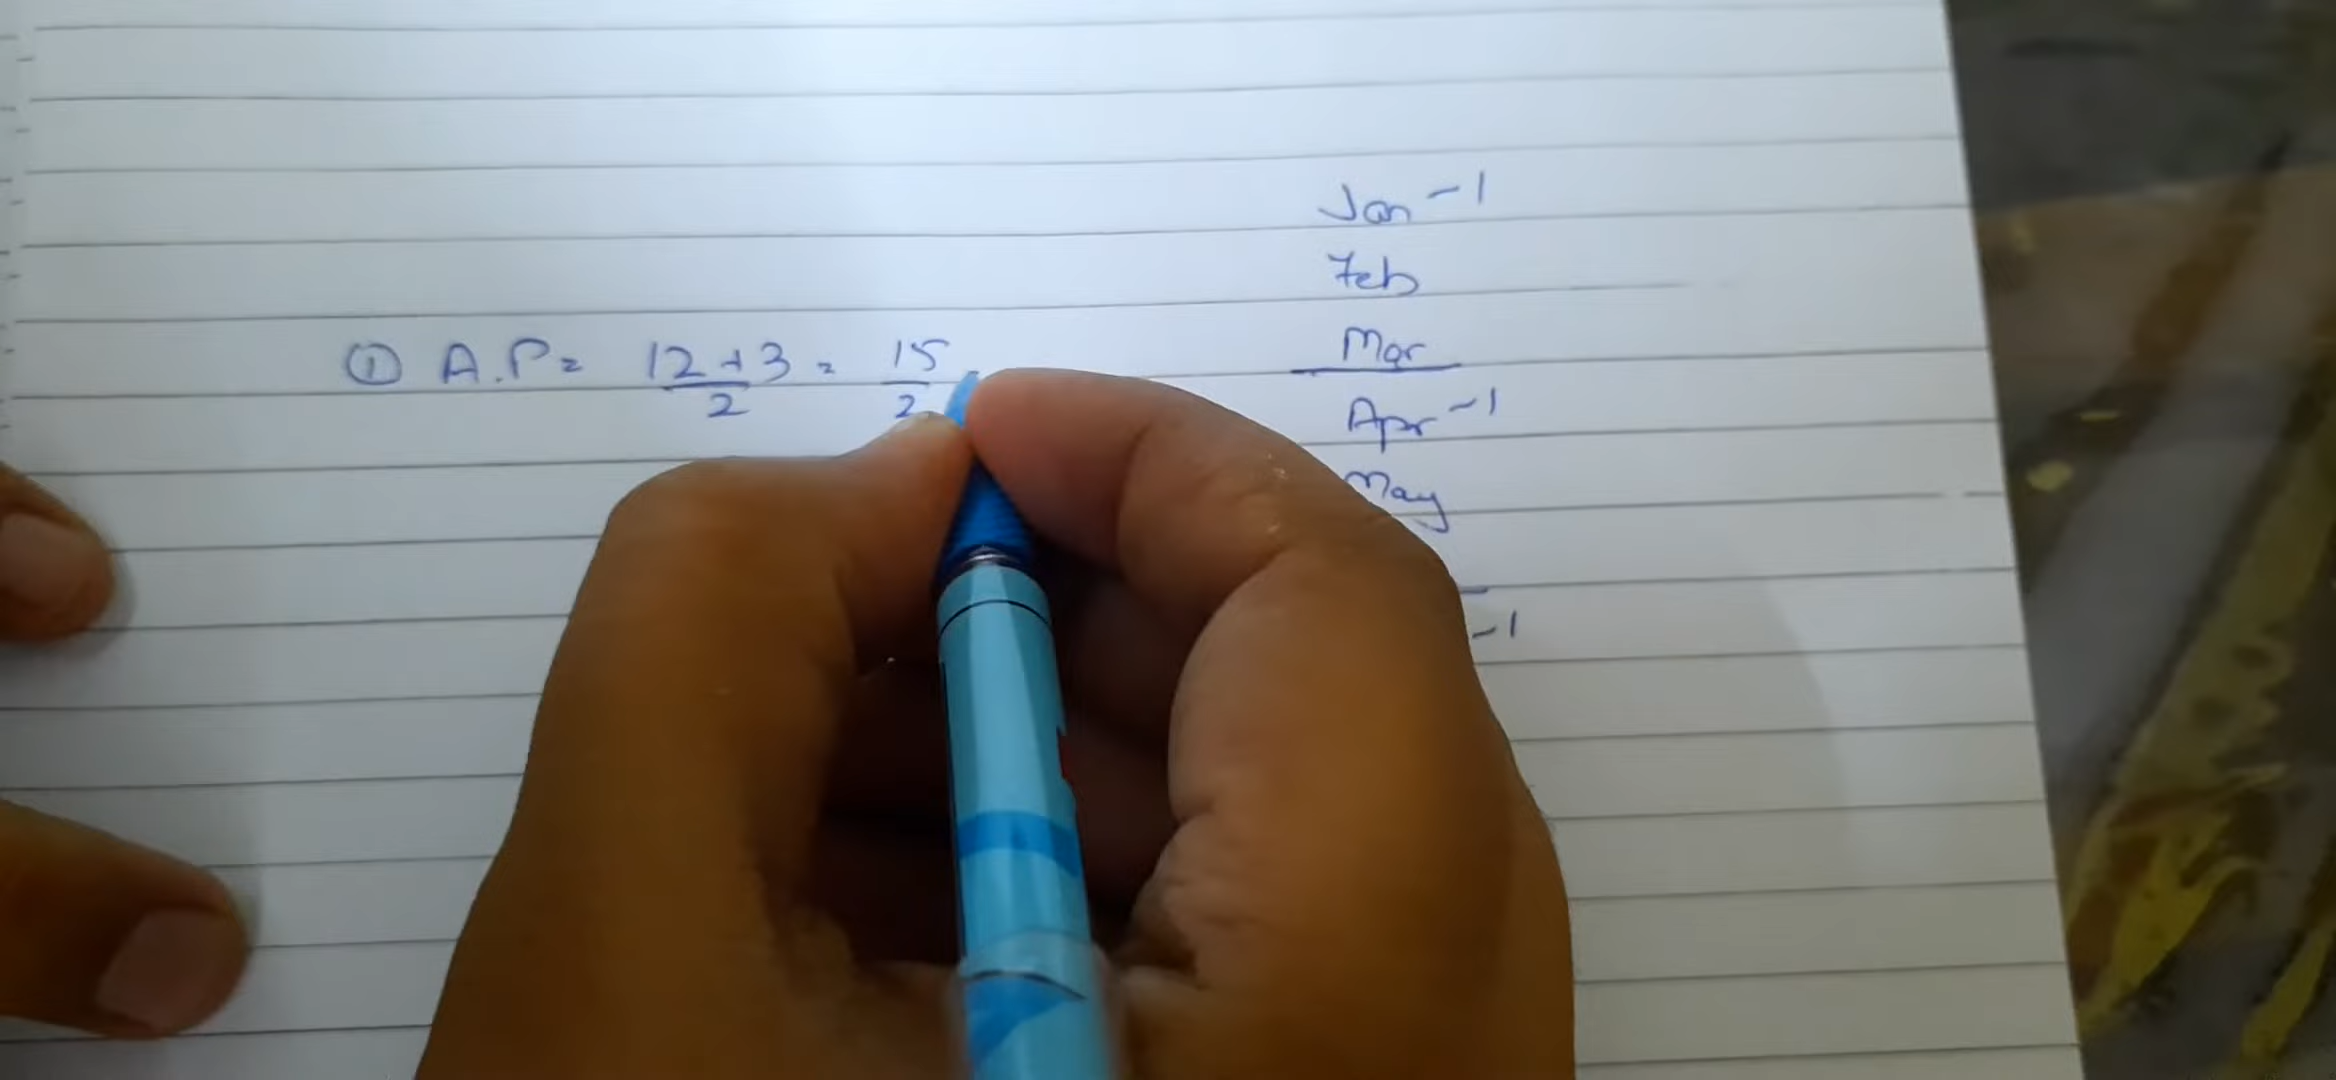 ① A.P = 12+3 = 15
2 2
Jan -1
Feb
Mar
Apr -1
May
-1